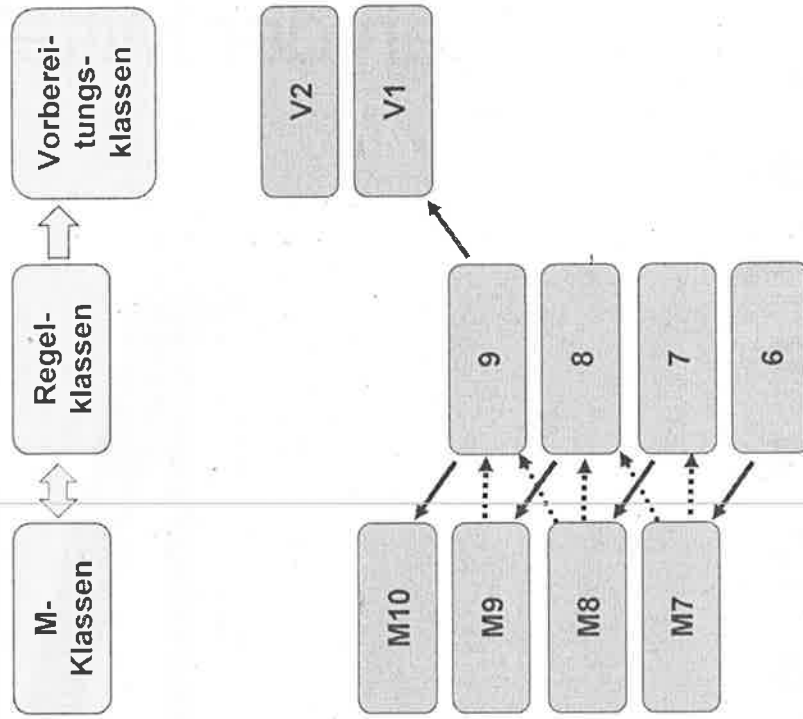 M-
Klassen
Regel-
klassen
Vorberei-
tungs-
klassen
M10
M9
M8
M7
9
8
7
6
V2
V1